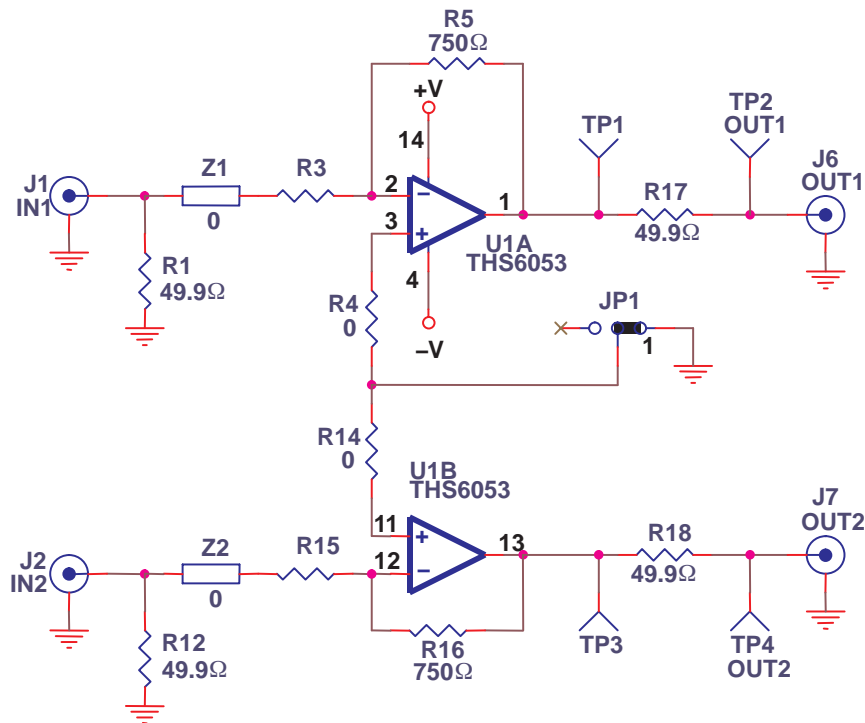 R5
750Ω
+V
14
TP1
TP2
OUT1
J1
IN1
Z1
0
R3
2
3
1
R17
49.9Ω
J6
OUT1
R1
49.9Ω
U1A
THS6053
4
−V
R4
0
JP1
1
R14
0
U1B
THS6053
11
12
13
J2
IN2
Z2
0
R15
R18
49.9Ω
J7
OUT2
R12
49.9Ω
R16
750Ω
TP3
TP4
OUT2